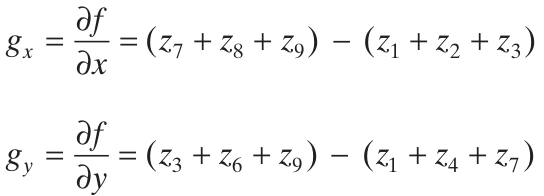 g_x = ∂f/∂x = (z_7 + z_8 + z_9) − (z_1 + z_2 + z_3)
g_y = ∂f/∂y = (z_3 + z_6 + z_9) − (z_1 + z_4 + z_7)